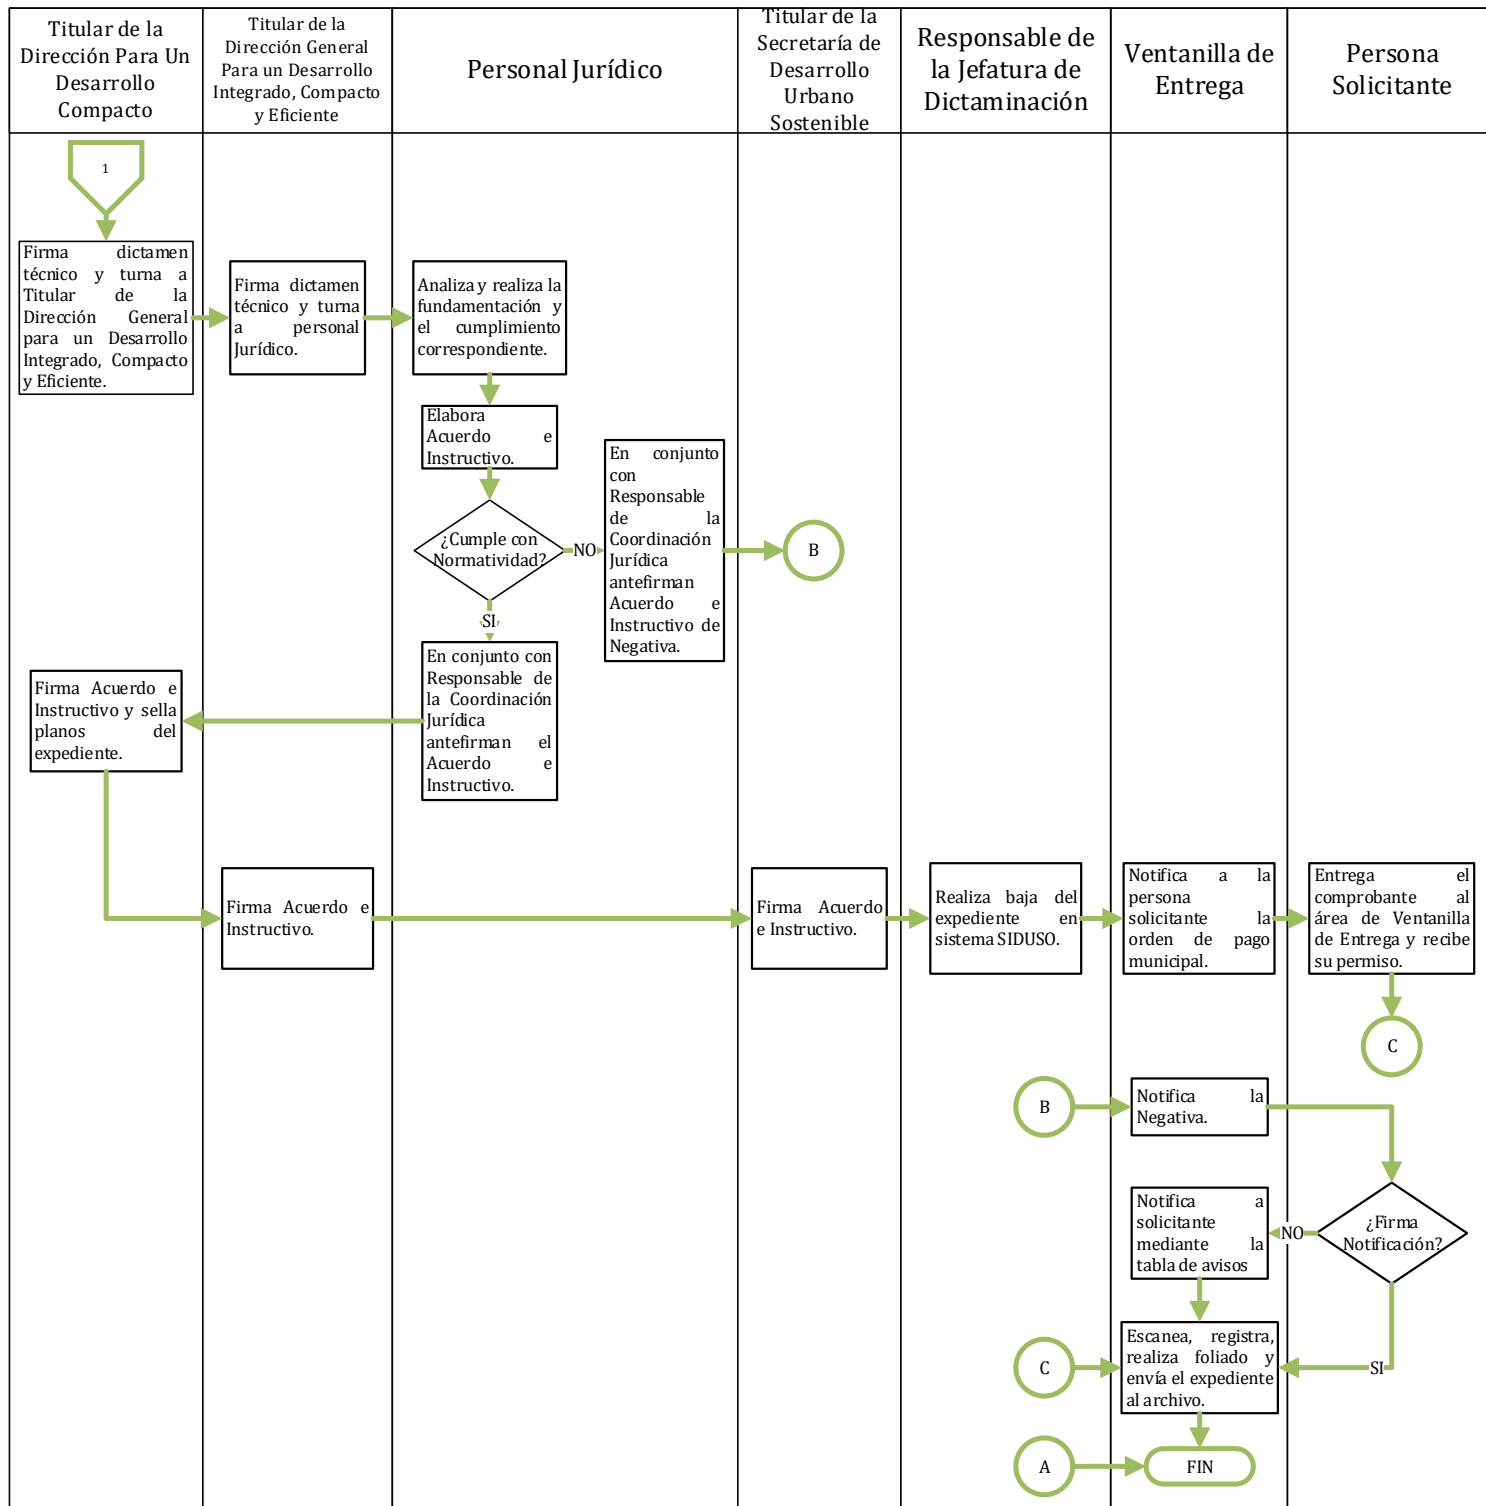 Titular de la
Dirección Para Un
Desarrollo
Compacto
Titular de la
Dirección General
Para un Desarrollo
Integrado, Compacto
y Eficiente
Personal Jurídico
Titular de la
Secretaría de
Desarrollo
Urbano
Sostenible
Responsable de
la Jefatura de
Dictaminación
Ventanilla de
Entrega
Persona
Solicitante
1
Firma dictamen
técnico y turna a
Titular de la
Dirección General
para un Desarrollo
Integrado, Compacto
y Eficiente.
Firma dictamen
técnico y turna
a personal
Jurídico.
Analiza y realiza la
fundamentación y
el cumplimiento
correspondiente.
Elabora
Acuerdo e
Instructivo.
¿Cumple con
Normatividad?
NO
En conjunto
con
Responsable
de la
Coordinación
Jurídica
antefirman
Acuerdo e
Instructivo de
Negativa.
B
SI
En conjunto con
Responsable de
la Coordinación
Jurídica
antefirman el
Acuerdo e
Instructivo.
Firma Acuerdo e
Instructivo y sella
planos del
expediente.
Firma Acuerdo e
Instructivo.
Firma Acuerdo
e Instructivo.
Realiza baja del
expediente en
sistema SIDUSO.
Notifica a la
persona
solicitante la
orden de pago
municipal.
Entrega el
comprobante al
área de Ventanilla
de Entrega y recibe
su permiso.
C
B
Notifica la
Negativa.
¿Firma
Notificación?
NO
Notifica a
solicitante
mediante la
tabla de avisos
SI
C
Escanea, registra,
realiza foliado y
envía el expediente
al archivo.
A
FIN